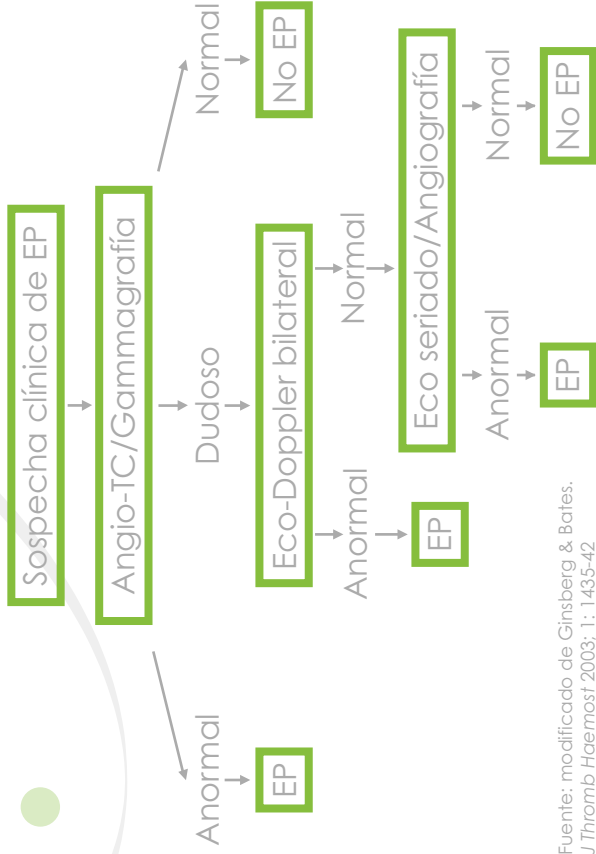 Sospecha clínica de EP
Angio-TC/Gammagrafía
Anormal
Dudoso
Normal
EP
Eco-Doppler bilateral
No EP
Anormal
Normal
EP
Eco seriado/Angiografía
Anormal
Normal
EP
No EP
Fuente: modificado de Ginsberg & Bates.
J Thromb Haemost 2003; 1: 1435-42